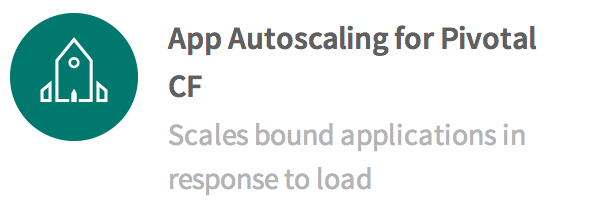 App Autoscaling for Pivotal
CF
Scales bound applications in
response to load